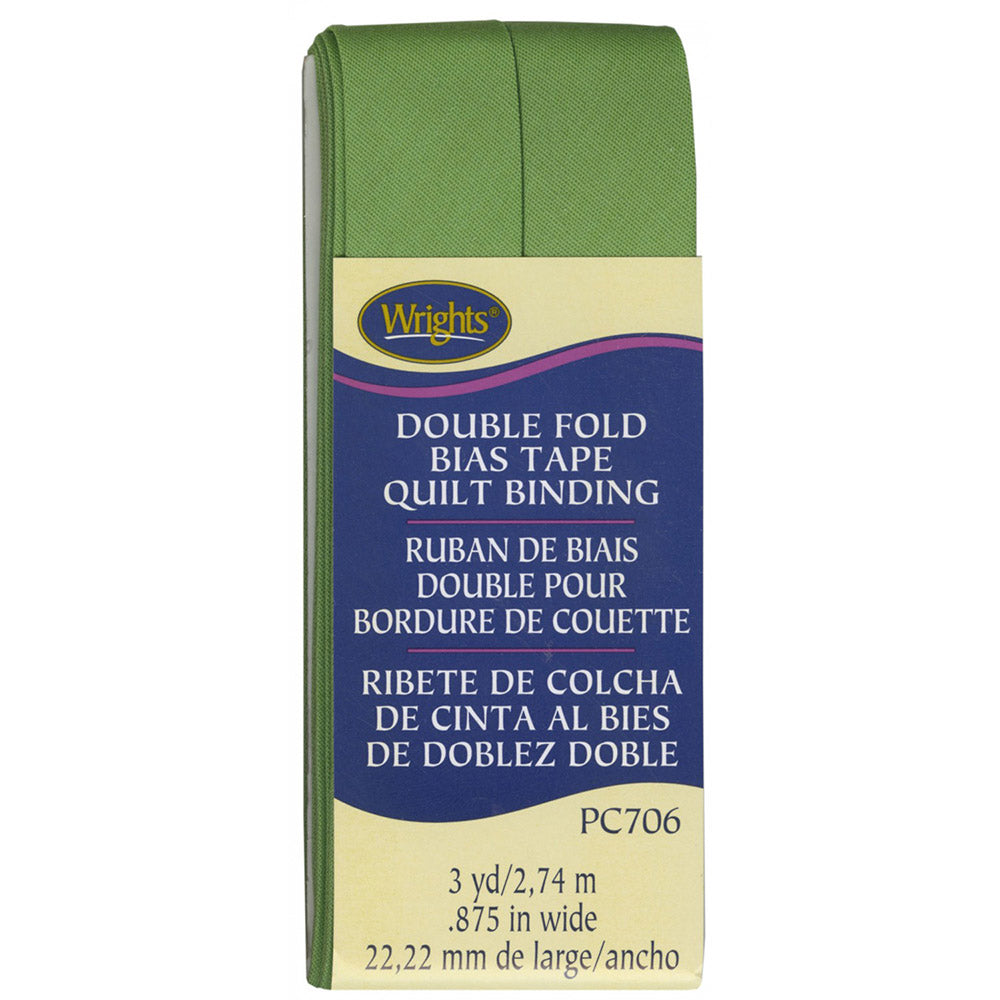 Wrights®
DOUBLE FOLD
BIAS TAPE
QUILT BINDING
RUBAN DE BIAIS
DOUBLE POUR
BORDURE DE COUETTE
RIBETE DE COLCHA
DE CINTA AL BIES
DE DOBLEZ DOBLE
PC706
3 yd/2,74 m
.875 in wide
22,22 mm de large/ancho